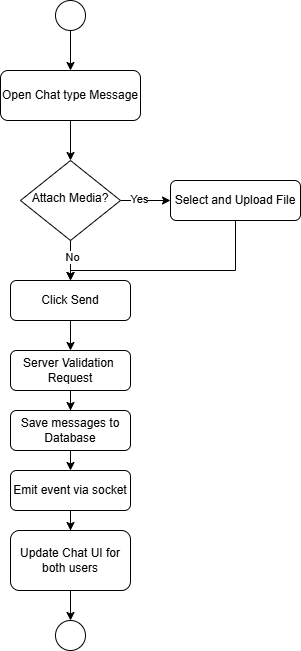 Open Chat type Message
Attach Media?
Yes
Select and Upload File
No
Click Send
Server Validation
Request
Save messages to
Database
Emit event via socket
Update Chat UI for
both users